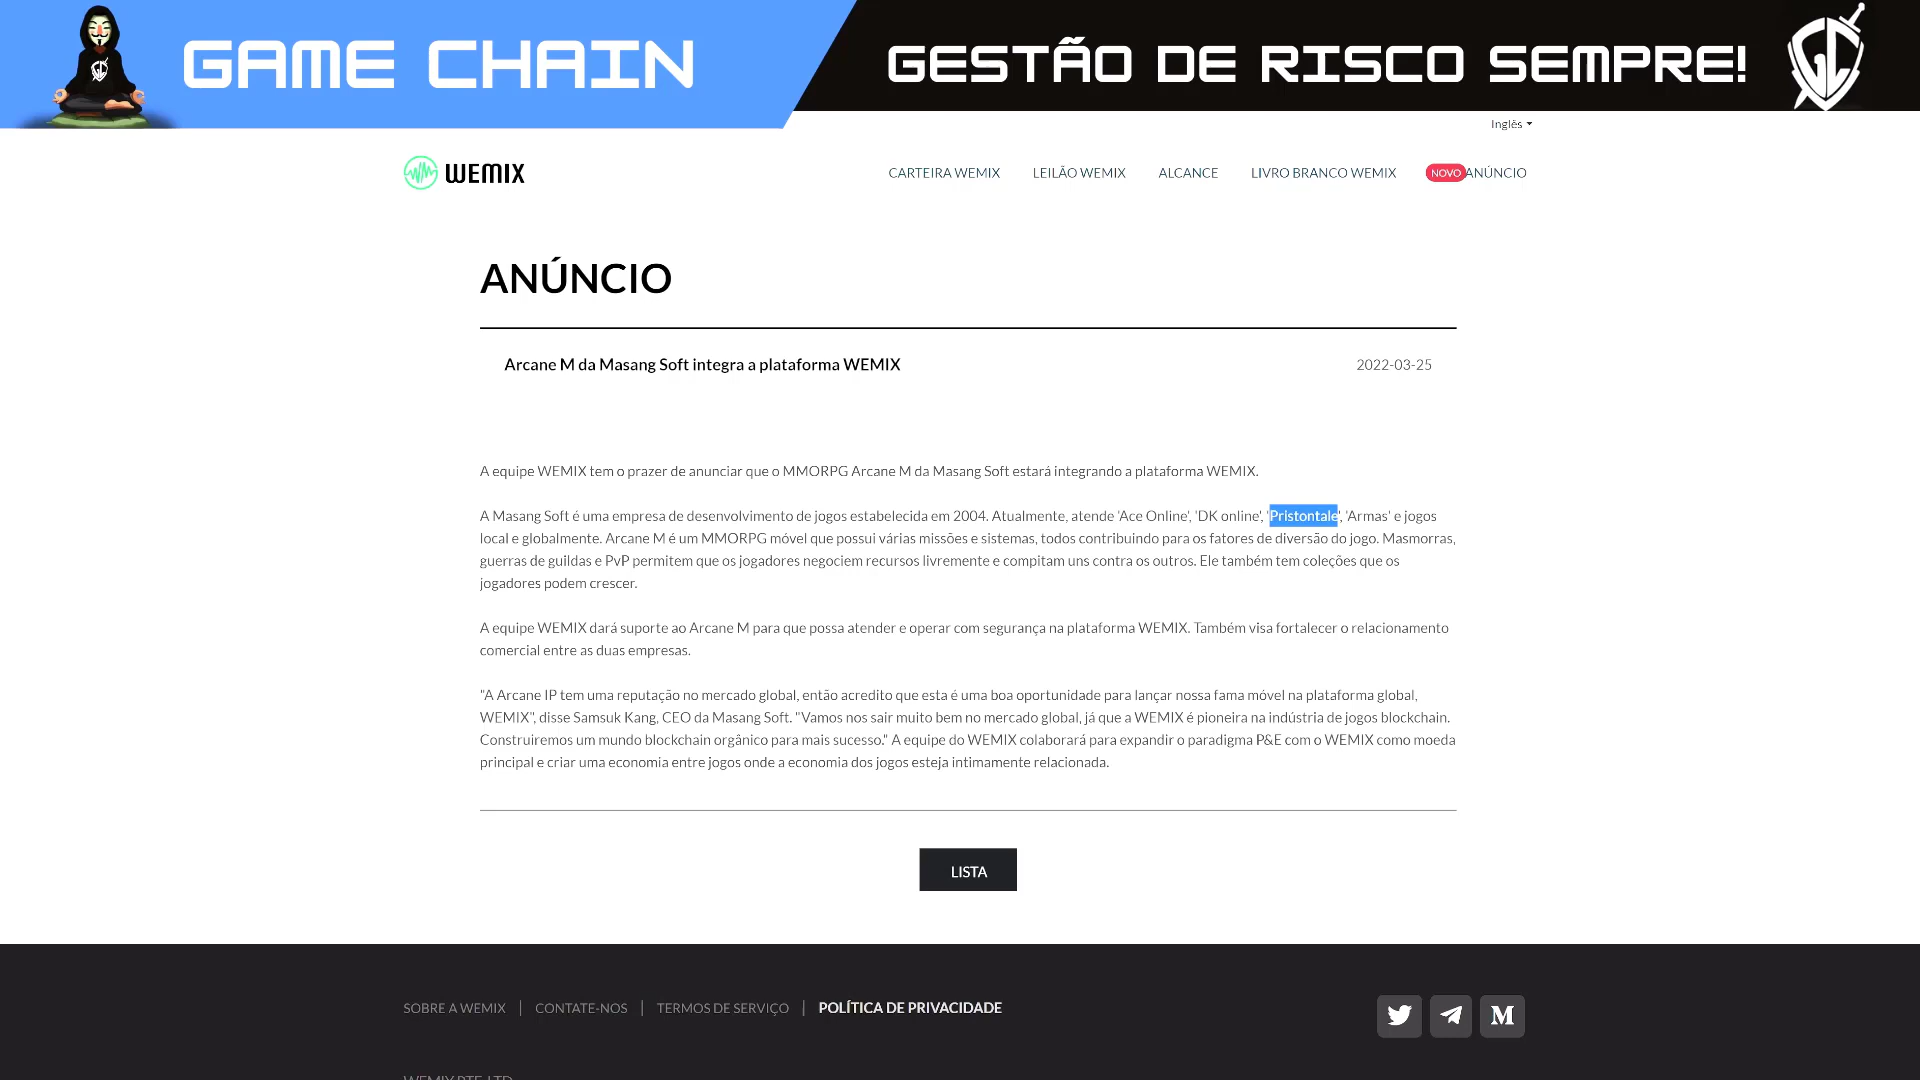 GAME CHAIN
GESTÃO DE RISCO SEMPRE!
Inglês
WEMIX
CARTEIRA WEMIX
LEILÃO WEMIX
ALCANCE
LIVRO BRANCO WEMIX
NOVO
ANÚNCIO
ANÚNCIO
Arcane M da Masang Soft integra a plataforma WEMIX
2022-03-25
A equipe WEMIX tem o prazer de anunciar que o MMORPG Arcane M da Masang Soft estará integrando a plataforma WEMIX.
A Masang Soft é uma empresa de desenvolvimento de jogos estabelecida em 2004. Atualmente, atende 'Ace Online', 'DK online', 'Pristontale', 'Armas' e jogos
local e globalmente. Arcane M é um MMORPG móvel que possui várias missões e sistemas, todos contribuindo para os fatores de diversão do jogo. Masmorras,
guerras de guildas e PvP permitem que os jogadores negociem recursos livremente e compitam uns contra os outros. Ele também tem coleções que os
jogadores podem crescer.
A equipe WEMIX dará suporte ao Arcane M para que possa atender e operar com segurança na plataforma WEMIX. Também visa fortalecer o relacionamento
comercial entre as duas empresas.
"A Arcane IP tem uma reputação no mercado global, então acredito que esta é uma boa oportunidade para lançar nossa fama móvel na plataforma global,
WEMIX", disse Samsuk Kang, CEO da Masang Soft. "Vamos nos sair muito bem no mercado global, já que a WEMIX é pioneira na indústria de jogos blockchain.
Construiremos um mundo blockchain orgânico para mais sucesso." A equipe do WEMIX colaborará para expandir o paradigma P&E com o WEMIX como moeda
principal e criar uma economia entre jogos onde a economia dos jogos esteja intimamente relacionada.
LISTA
SOBRE A WEMIX | CONTATE-NOS | TERMOS DE SERVIÇO | POLÍTICA DE PRIVACIDADE
WEMIX PTE. LTD.